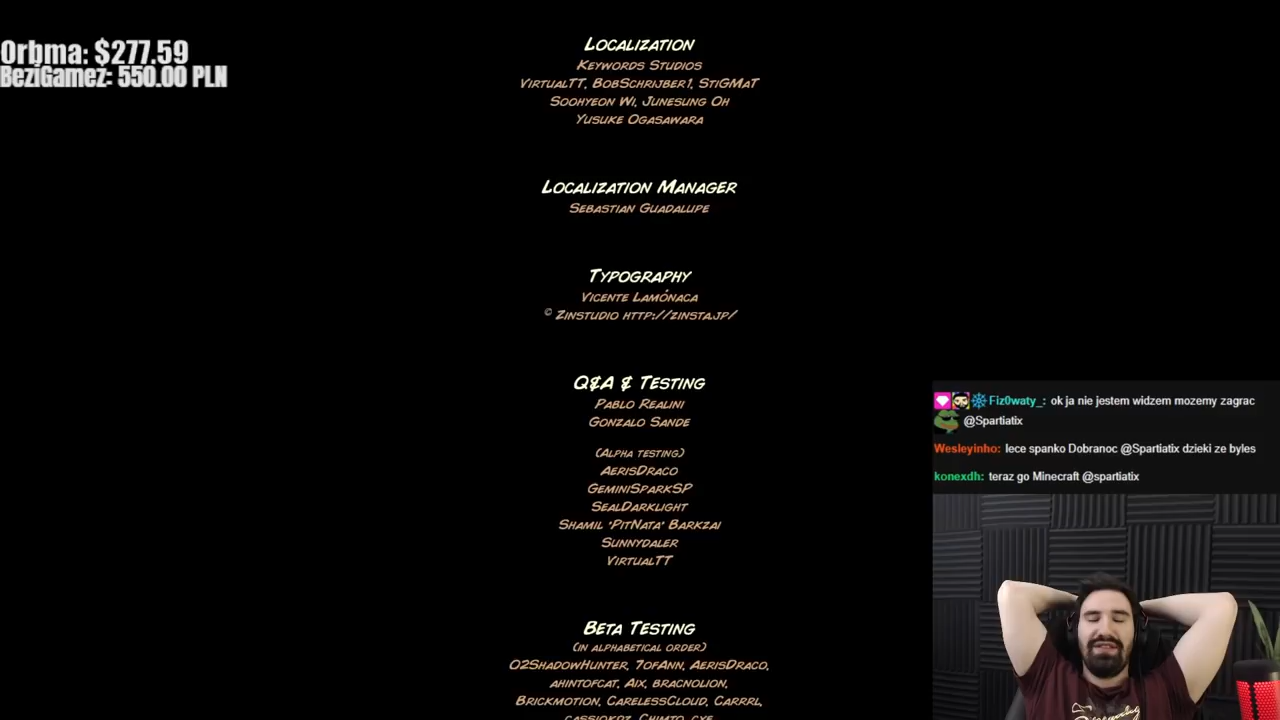 Orbma: $277.59
BeziGamez: 550.00 PLN
Localization
Keywords Studios
VirtualTT, BobSchrijber1, StiGMaT
Soohyeon Wi, Junesung Oh
Yusuke Ogasawara
Localization Manager
Sebastian Guadalupe
Typography
Vicente Lamónaca
© Zinstudio http://zinsta.jp/
Q&A & Testing
Pablo Realini
Gonzalo Sande
(Alpha testing)
AerisDraco
GeminiSparkSP
SealDarklight
Shamil "PitNata" Barkzai
Sunnydaler
VirtualTT
Beta Testing
(in alphabetical order)
02ShadowHunter, 7ofAnn, AerisDraco,
ahintofcat, Aix, bracnolion,
Brickmotion, CarelessCloud, Carrrl,
Fiz0waty_: ok ja nie jestem widzem mozemy zagrac
@Spartiatix
Wesleyinho: lece spanko Dobranoc @Spartiatix dzieki ze byles
konexdh: teraz go Minecraft @spartiatix